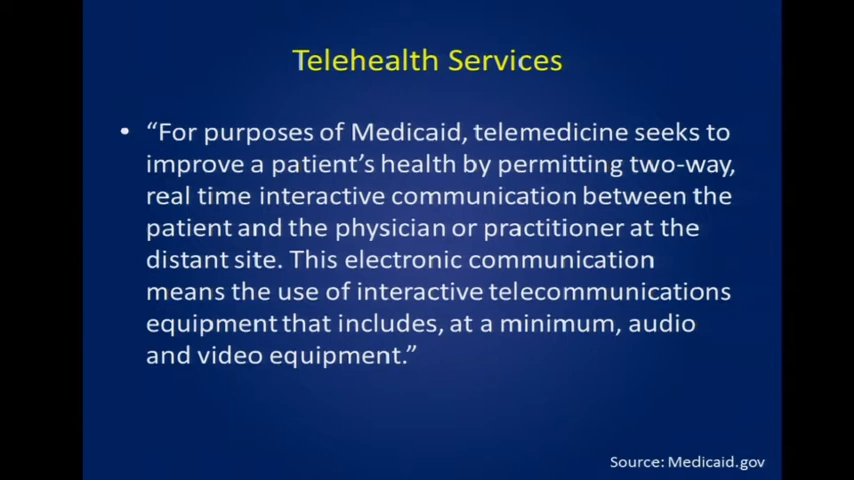 Telehealth Services
• “For purposes of Medicaid, telemedicine seeks to
improve a patient’s health by permitting two-way,
real time interactive communication between the
patient and the physician or practitioner at the
distant site. This electronic communication
means the use of interactive telecommunications
equipment that includes, at a minimum, audio
and video equipment.”
Source: Medicaid.gov